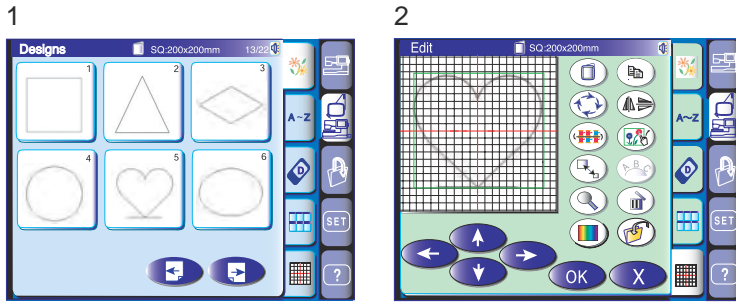 1
2
Designs SQ:200x200mm 13/22
Edit SQ:200x200mm
1 2 3
4 5 6
A~Z
D
SET
?
A~Z
D
SET
?
OK X